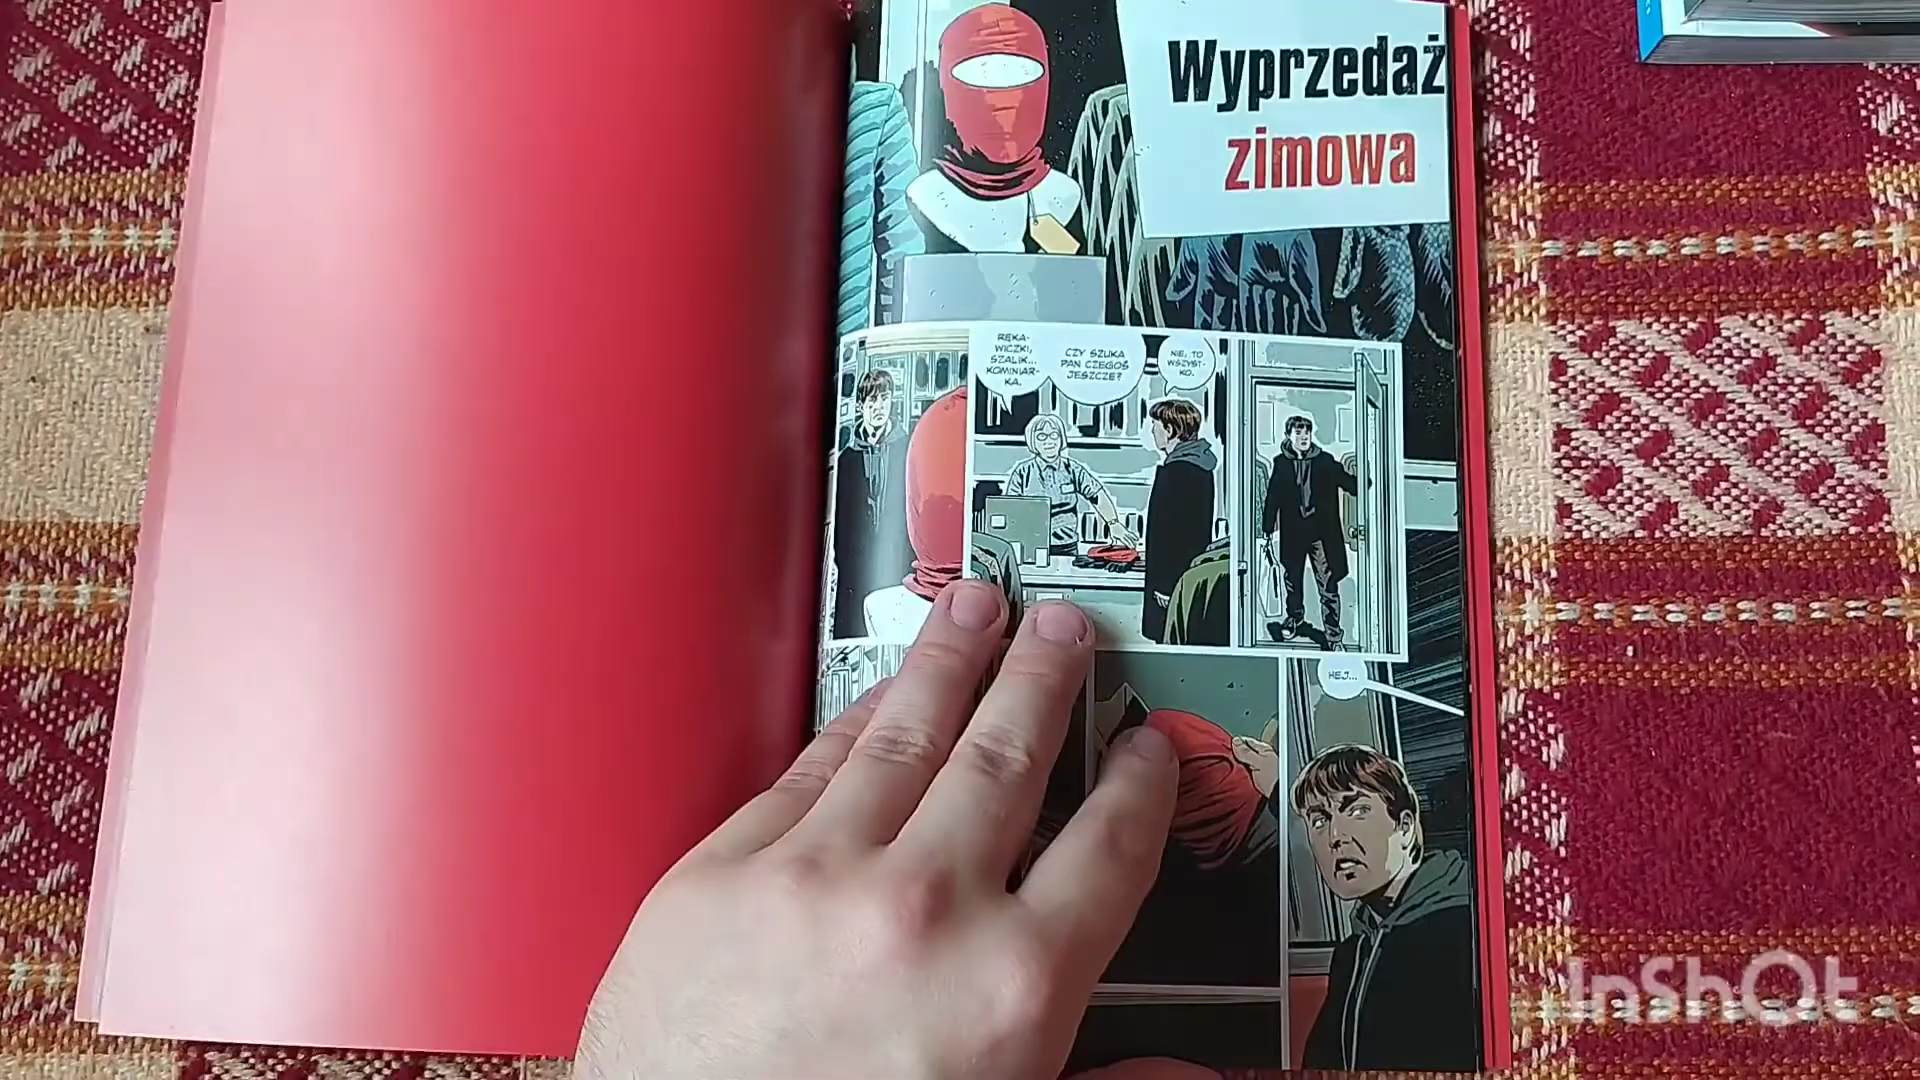 Wyprzedaż
zimowa
RĘKA-
WICZKI,
SZALIK...
KOMINIAR-
KA.
CZY SZUKA
PAN CZEGOŚ
JESZCZE?
NIE, TO
WSZYST-
KO.
HEJ...
InShOt